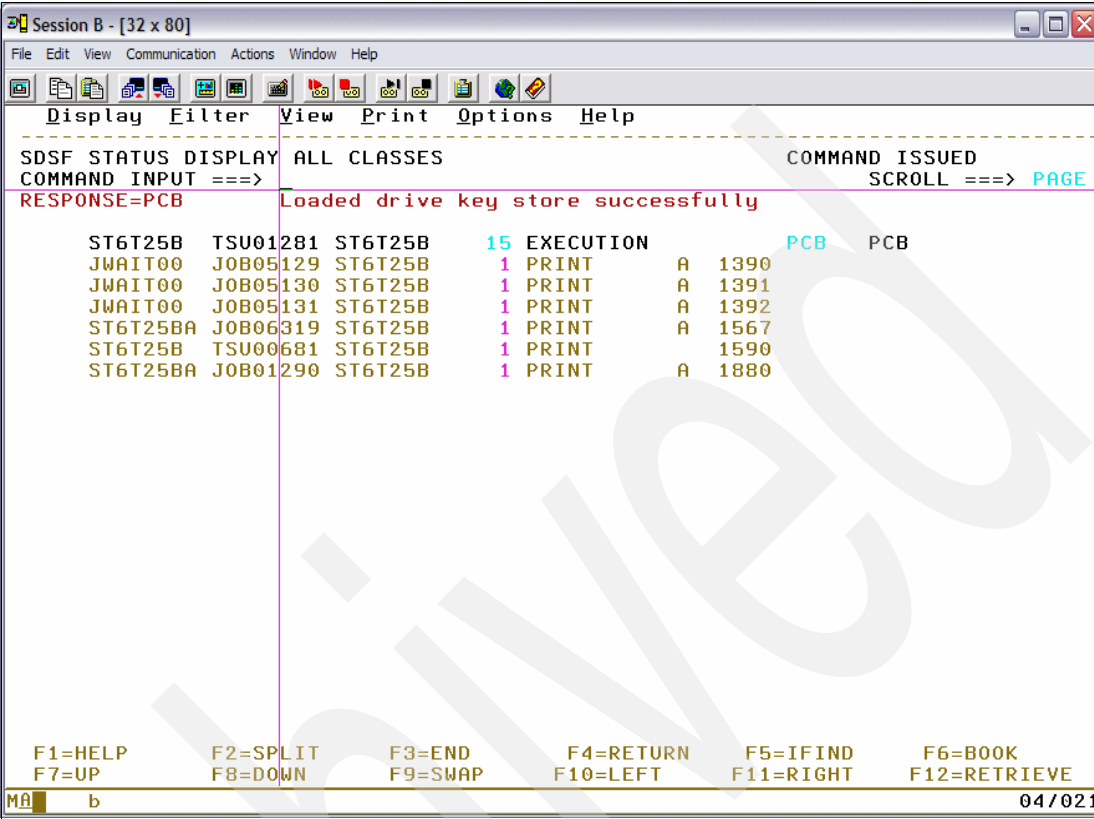 Session B - [32 x 80]
File Edit View Communication Actions Window Help
Display Filter View Print Options Help
SDSF STATUS DISPLAY ALL CLASSES COMMAND ISSUED
COMMAND INPUT ===> _ SCROLL ===> PAGE
RESPONSE=PCB Loaded drive key store successfully
ST6T25B TSU01281 ST6T25B 15 EXECUTION PCB PCB
JWAIT00 JOB05129 ST6T25B 1 PRINT A 1390
JWAIT00 JOB05130 ST6T25B 1 PRINT A 1391
JWAIT00 JOB05131 ST6T25B 1 PRINT A 1392
ST6T25BA JOB06319 ST6T25B 1 PRINT A 1567
ST6T25B TSU00681 ST6T25B 1 PRINT 1590
ST6T25BA JOB01290 ST6T25B 1 PRINT A 1880
F1=HELP F2=SPLIT F3=END F4=RETURN F5=IFIND F6=BOOK
F7=UP F8=DOWN F9=SWAP F10=LEFT F11=RIGHT F12=RETRIEVE
MA b 04/021
hived